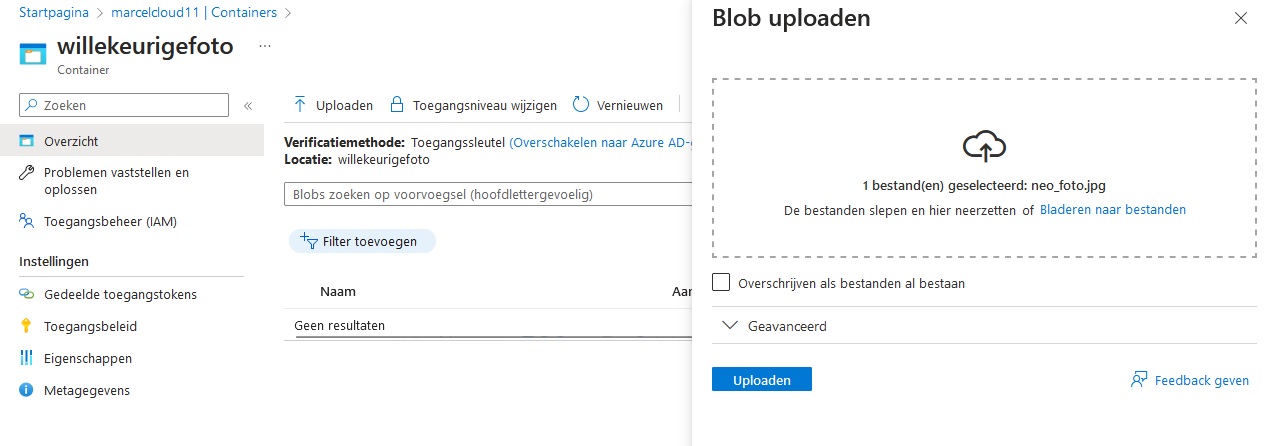 Startpagina > marcelcloud11 | Containers >
willekeurigefoto ...
Container
Zoeken
«
Overzicht
Problemen vaststellen en
oplossen
Toegangsbeheer (IAM)
Instellingen
Gedeelde toegangstokens
Toegangsbeleid
Eigenschappen
Metagegevens
Uploaden Toegangsniveau wijzigen Vernieuwen
Verificatiemethode: Toegangssleutel (Overschakelen naar Azure AD-
Locatie: willekeurigefoto
Blobs zoeken op voorvoegsel (hoofdlettergevoelig)
Filter toevoegen
Naam
Geen resultaten
Blob uploaden
1 bestand(en) geselecteerd: neo_foto.jpg
De bestanden slepen en hier neerzetten of Bladeren naar bestanden
Overschrijven als bestanden al bestaan
Geavanceerd
Uploaden
Feedback geven